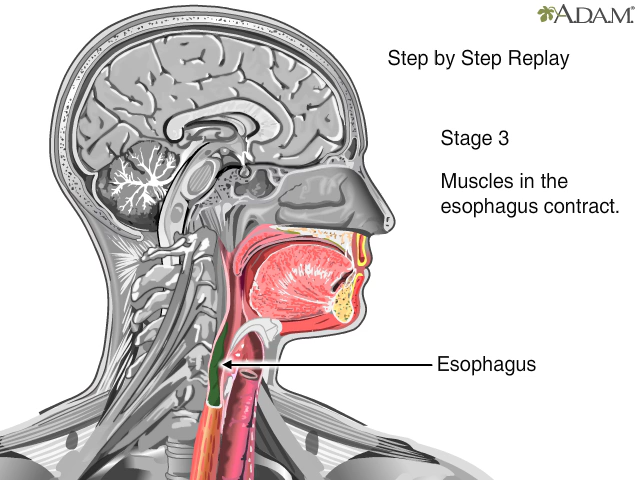 A.D.A.M.
Step by Step Replay
Stage 3
Muscles in the
esophagus contract.
Esophagus